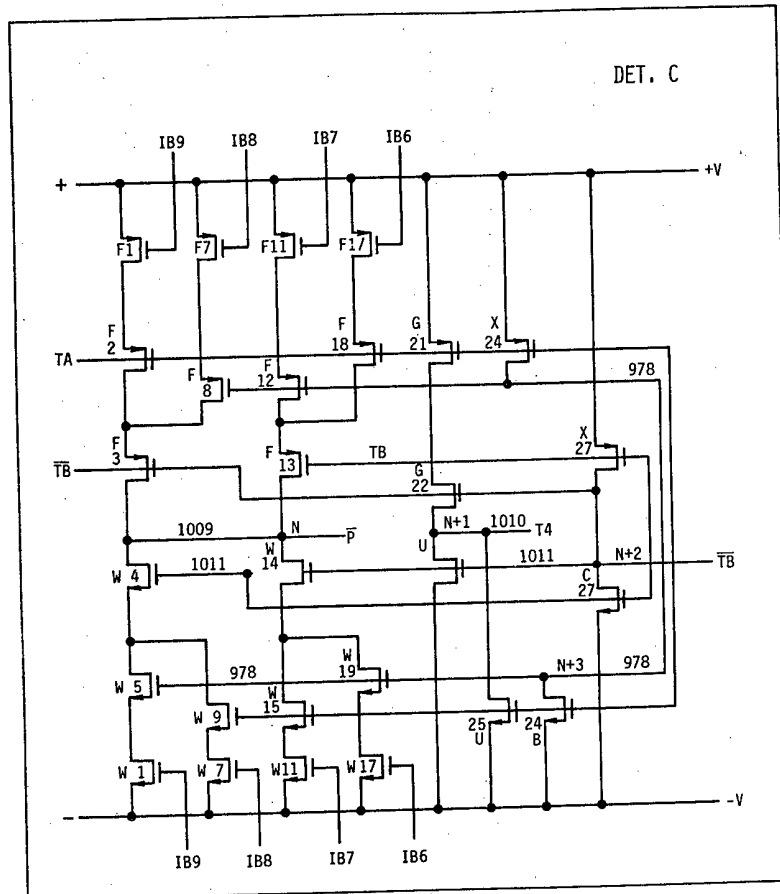 DET. C
IB9 IB8 IB7 IB6
+ +V
F1 F7 F11 F17
F F G X
TA 2 18 21 24
F 978
F 12
8
F F TB X
T̅B̅ 3 13 27
G
22
1009 N P̅ N+1 1010 T4
W U
W 4 1011 14 1011 N+2 T̅B̅
C
27
W N+3 978
W 5 978 19
W
W 9 15
25 24
U B
W 1 W 7 W11 W17
- -V
IB9 IB8 IB7 IB6